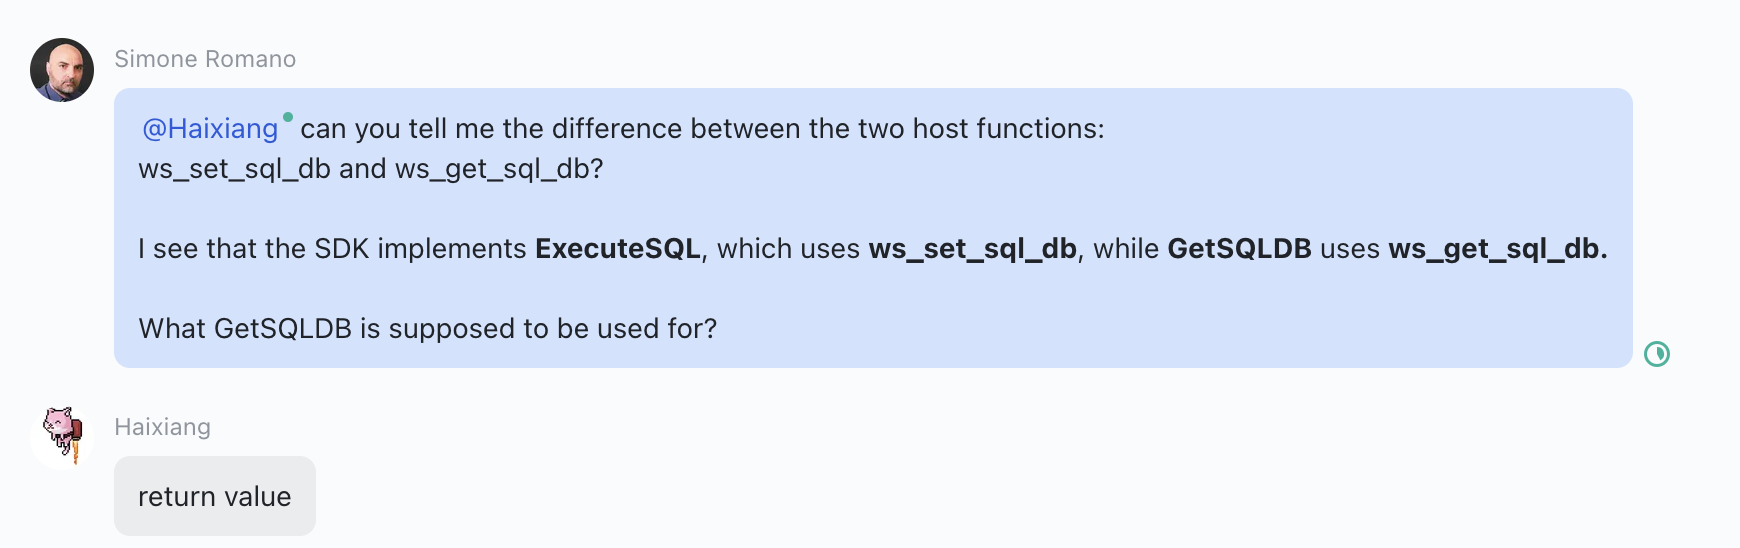 Simone Romano
@Haixiang can you tell me the difference between the two host functions:
ws_set_sql_db and ws_get_sql_db?
I see that the SDK implements ExecuteSQL, which uses ws_set_sql_db, while GetSQLDB uses ws_get_sql_db.
What GetSQLDB is supposed to be used for?
Haixiang
return value